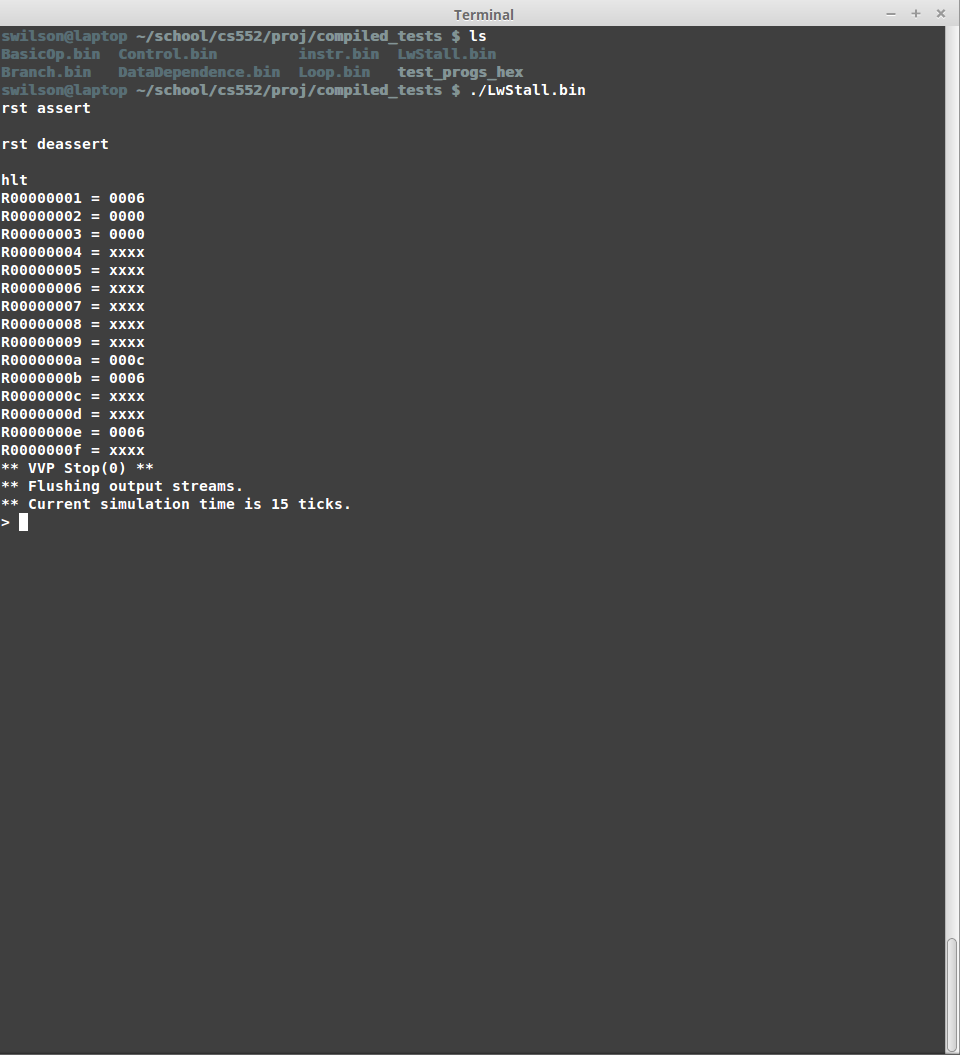 Terminal
swilson@laptop ~/school/cs552/proj/compiled_tests $ ls
BasicOp.bin  Control.bin         instr.bin  LwStall.bin
Branch.bin   DataDependence.bin  Loop.bin   test_progs_hex
swilson@laptop ~/school/cs552/proj/compiled_tests $ ./LwStall.bin
rst assert
rst deassert
hlt
R00000001 = 0006
R00000002 = 0000
R00000003 = 0000
R00000004 = xxxx
R00000005 = xxxx
R00000006 = xxxx
R00000007 = xxxx
R00000008 = xxxx
R00000009 = xxxx
R0000000a = 000c
R0000000b = 0006
R0000000c = xxxx
R0000000d = xxxx
R0000000e = 0006
R0000000f = xxxx
** VVP Stop(0) **
** Flushing output streams.
** Current simulation time is 15 ticks.
>